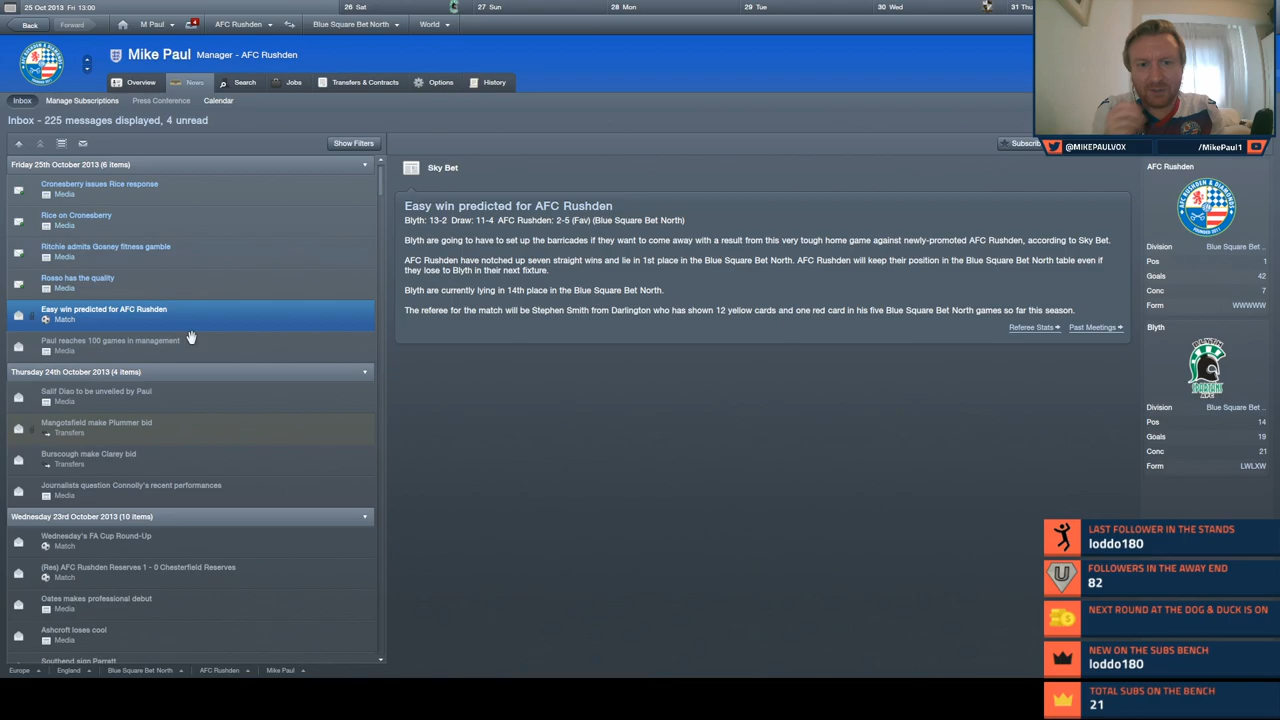 25 Oct 2013 Fri 13:00
26 Sat
27 Sun
28 Mon
29 Tue
30 Wed
31 Thu
Back
Forward
M Paul
4
AFC Rushden
Blue Square Bet North
World
Mike Paul
Manager - AFC Rushden
Overview
News
Search
Jobs
Transfers & Contracts
Options
History
Inbox
Manage Subscriptions
Press Conference
Calendar
Inbox - 225 messages displayed, 4 unread
Show Filters
Friday 25th October 2013 (6 items)
Cronesberry issues Rice response
Media
Rice on Cronesberry
Media
Ritchie admits Gosney fitness gamble
Media
Rosso has the quality
Media
Easy win predicted for AFC Rushden
Match
Paul reaches 100 games in management
Media
Thursday 24th October 2013 (4 items)
Salif Diao to be unveiled by Paul
Media
Mangotsfield make Plummer bid
Transfers
Burscough make Clarey bid
Transfers
Journalists question Connolly's recent performances
Media
Wednesday 23rd October 2013 (10 items)
Wednesday's FA Cup Round-Up
Match
(Res) AFC Rushden Reserves 1 - 0 Chesterfield Reserves
Match
Oates makes professional debut
Media
Ashcroft loses cool
Media
Southend sign Parratt
Europe
England
Blue Square Bet North
AFC Rushden
Mike Paul
Sky Bet
Subscrib
Easy win predicted for AFC Rushden
Blyth: 13-2 Draw: 11-4 AFC Rushden: 2-5 (Fav) (Blue Square Bet North)
Blyth are going to have to set up the barricades if they want to come away with a result from this very tough home game against newly-promoted AFC Rushden, according to Sky Bet.
AFC Rushden have notched up seven straight wins and lie in 1st place in the Blue Square Bet North. AFC Rushden will keep their position in the Blue Square Bet North table even if
they lose to Blyth in their next fixture.
Blyth are currently lying in 14th place in the Blue Square Bet North.
The referee for the match will be Stephen Smith from Darlington who has shown 12 yellow cards and one red card in his five Blue Square Bet North games so far this season.
Referee Stats
Past Meetings
@MIKEPAULVOX
/MikePaul1
AFC Rushden
Division Blue Square Bet ..
Pos 1
Goals 42
Conc 7
Form WWWWW
Blyth
Division Blue Square Bet ..
Pos 14
Goals 19
Conc 21
Form LWLXW
LAST FOLLOWER IN THE STANDS
loddo180
FOLLOWERS IN THE AWAY END
82
NEXT ROUND AT THE DOG & DUCK IS ON
NEW ON THE SUBS BENCH
loddo180
TOTAL SUBS ON THE BENCH
21